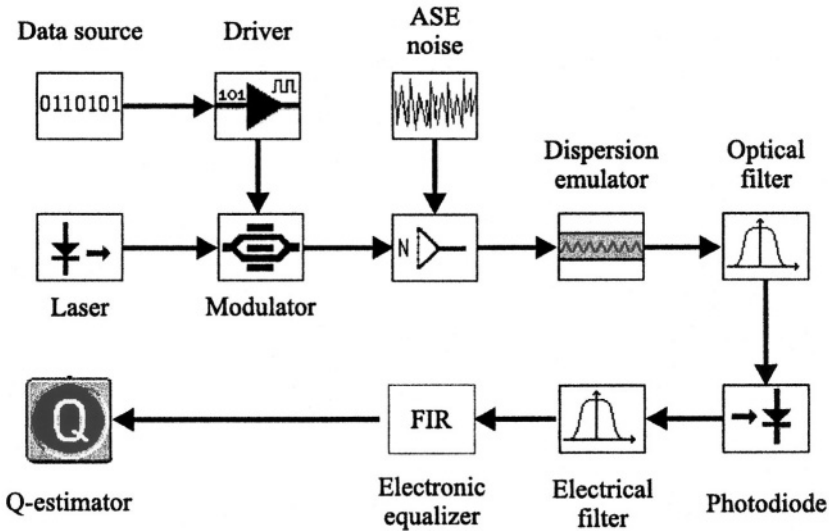 Data source
Driver
ASE
noise
0110101
101
Dispersion
emulator
Optical
filter
N
Laser
Modulator
Q
FIR
Q-estimator
Electronic
equalizer
Electrical
filter
Photodiode